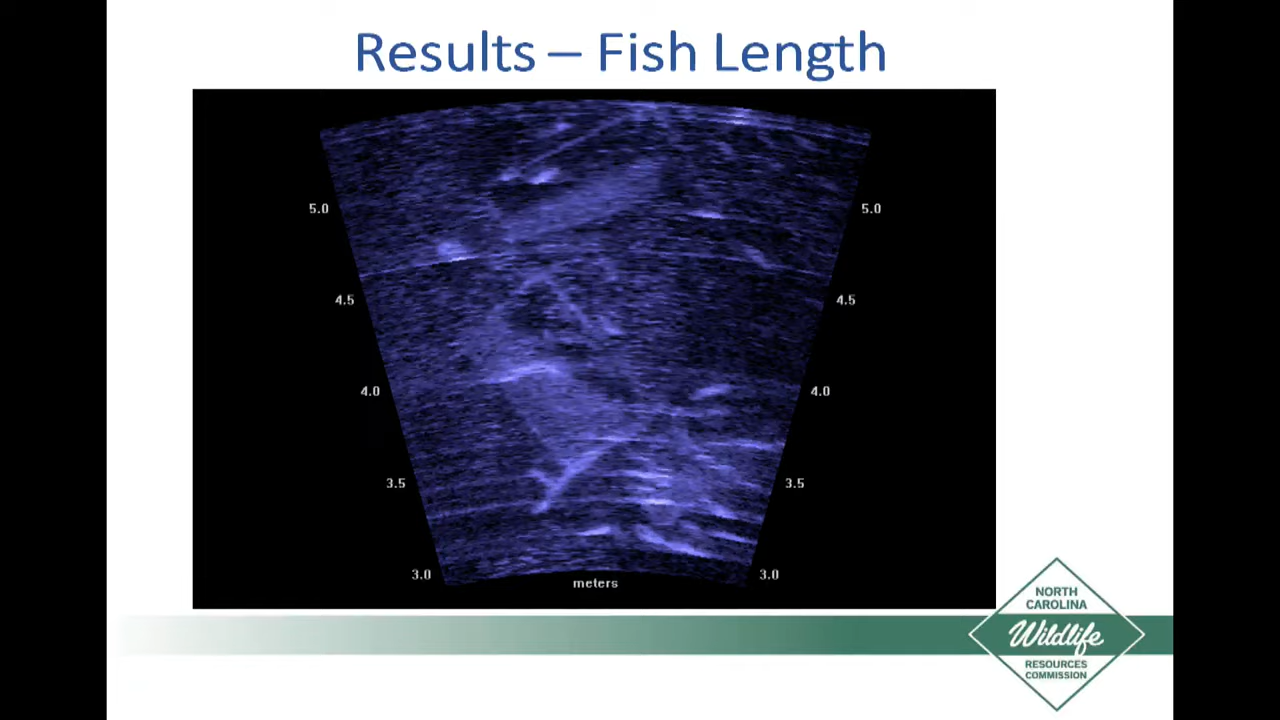 Results – Fish Length
5.0 5.0
4.5 4.5
4.0 4.0
3.5 3.5
3.0 3.0
meters
NORTH
CAROLINA
Wildlife
RESOURCES
COMMISSION